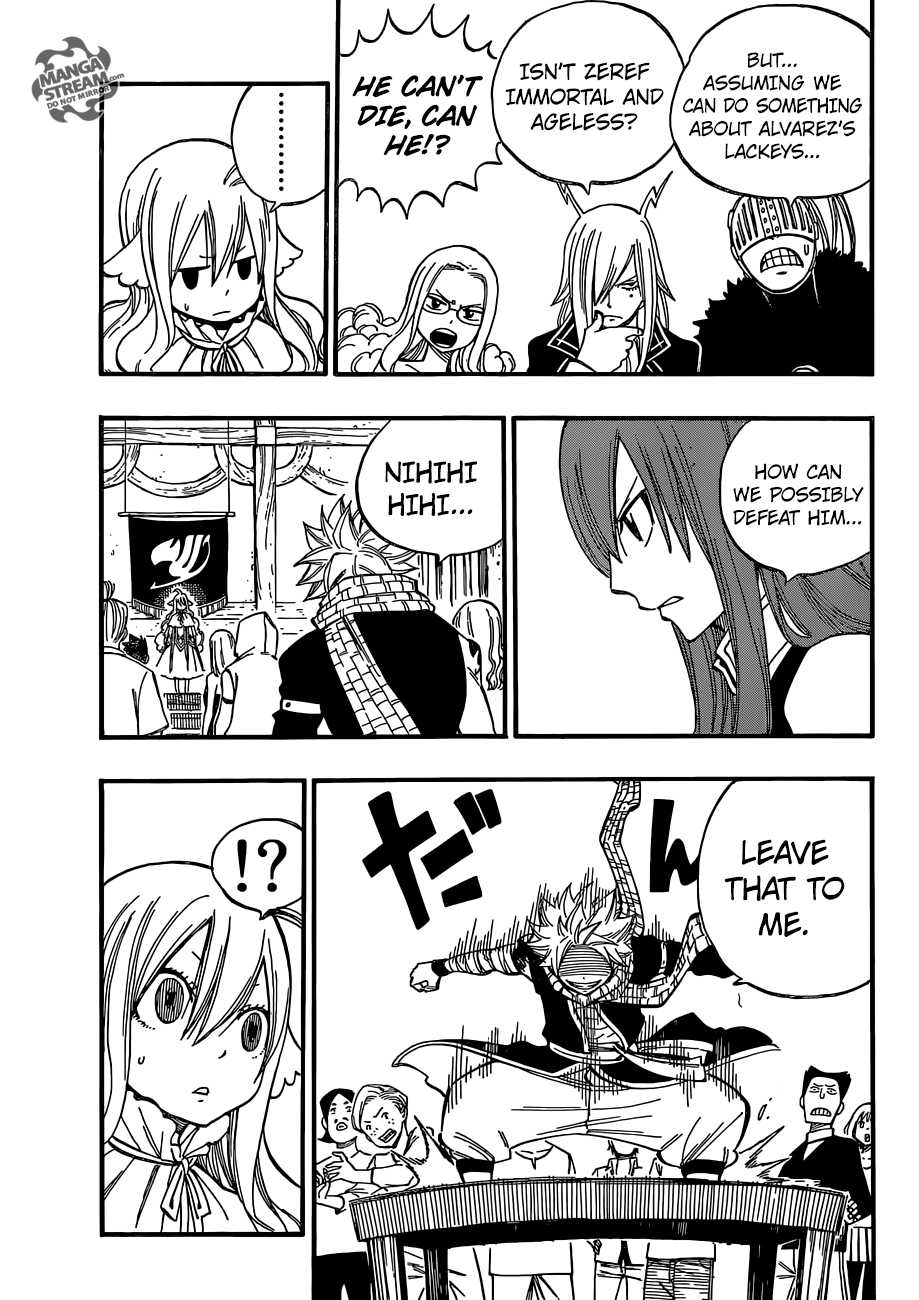 MANGA
STREAM.com
DO NOT MIRROR
BUT...
ASSUMING WE
CAN DO SOMETHING
ABOUT ALVAREZ'S
LACKEYS...
ISN'T ZEREF
IMMORTAL AND
AGELESS?
HE CAN'T
DIE, CAN
HE!?
........
HOW CAN
WE POSSIBLY
DEFEAT HIM...
NIHIHI
HIHI...
LEAVE
THAT TO
ME.
だん
!?